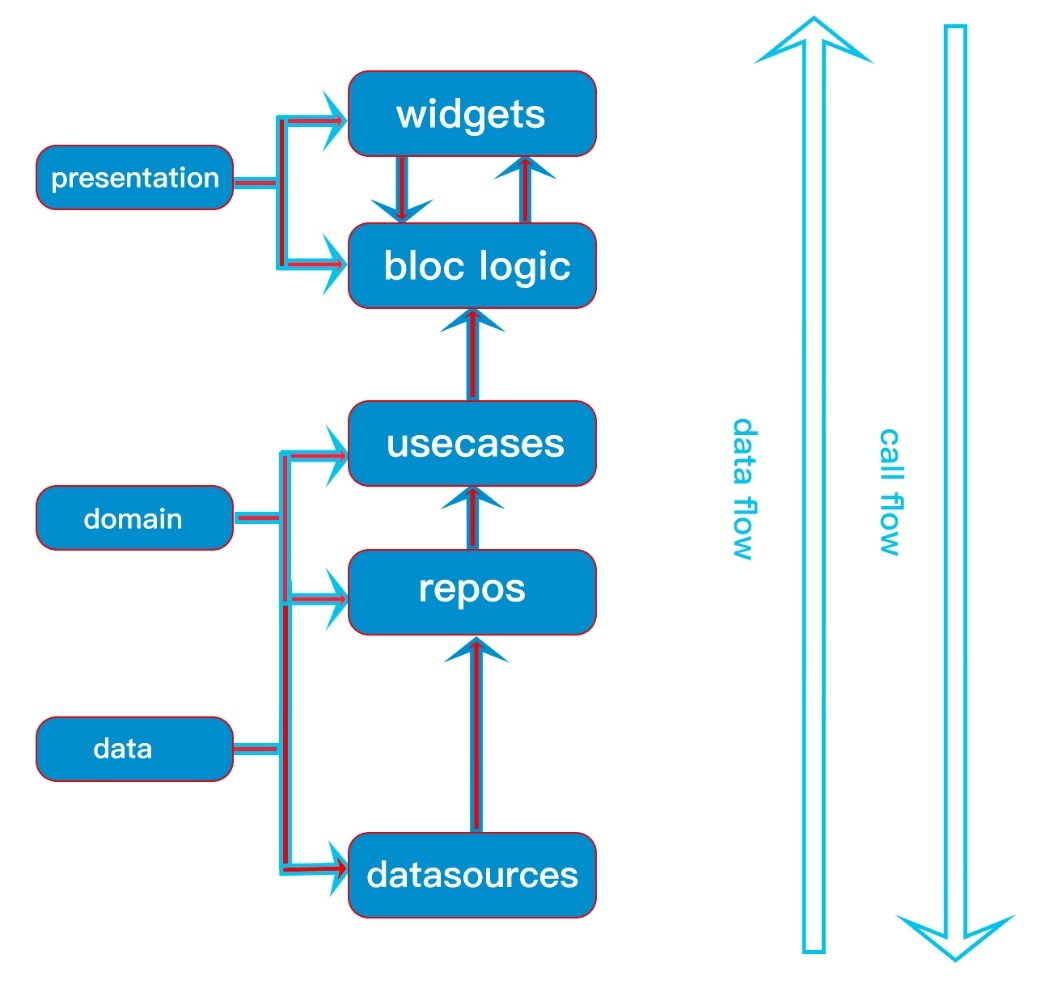 widgets
presentation
bloc logic
usecases
domain
repos
data
datasources
data flow
call flow